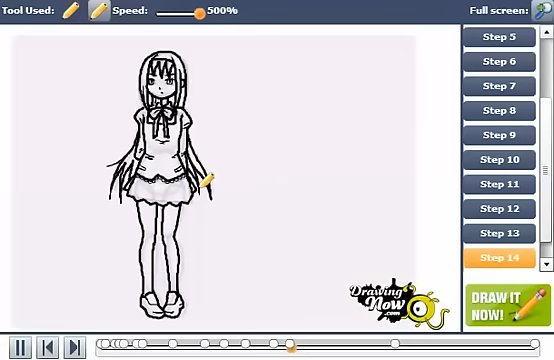 Tool Used:
Speed:
500%
Full screen:
Step 5
Step 6
Step 7
Step 8
Step 9
Step 10
Step 11
Step 12
Step 13
Step 14
Drawing
Now
.com
DRAW IT
NOW!